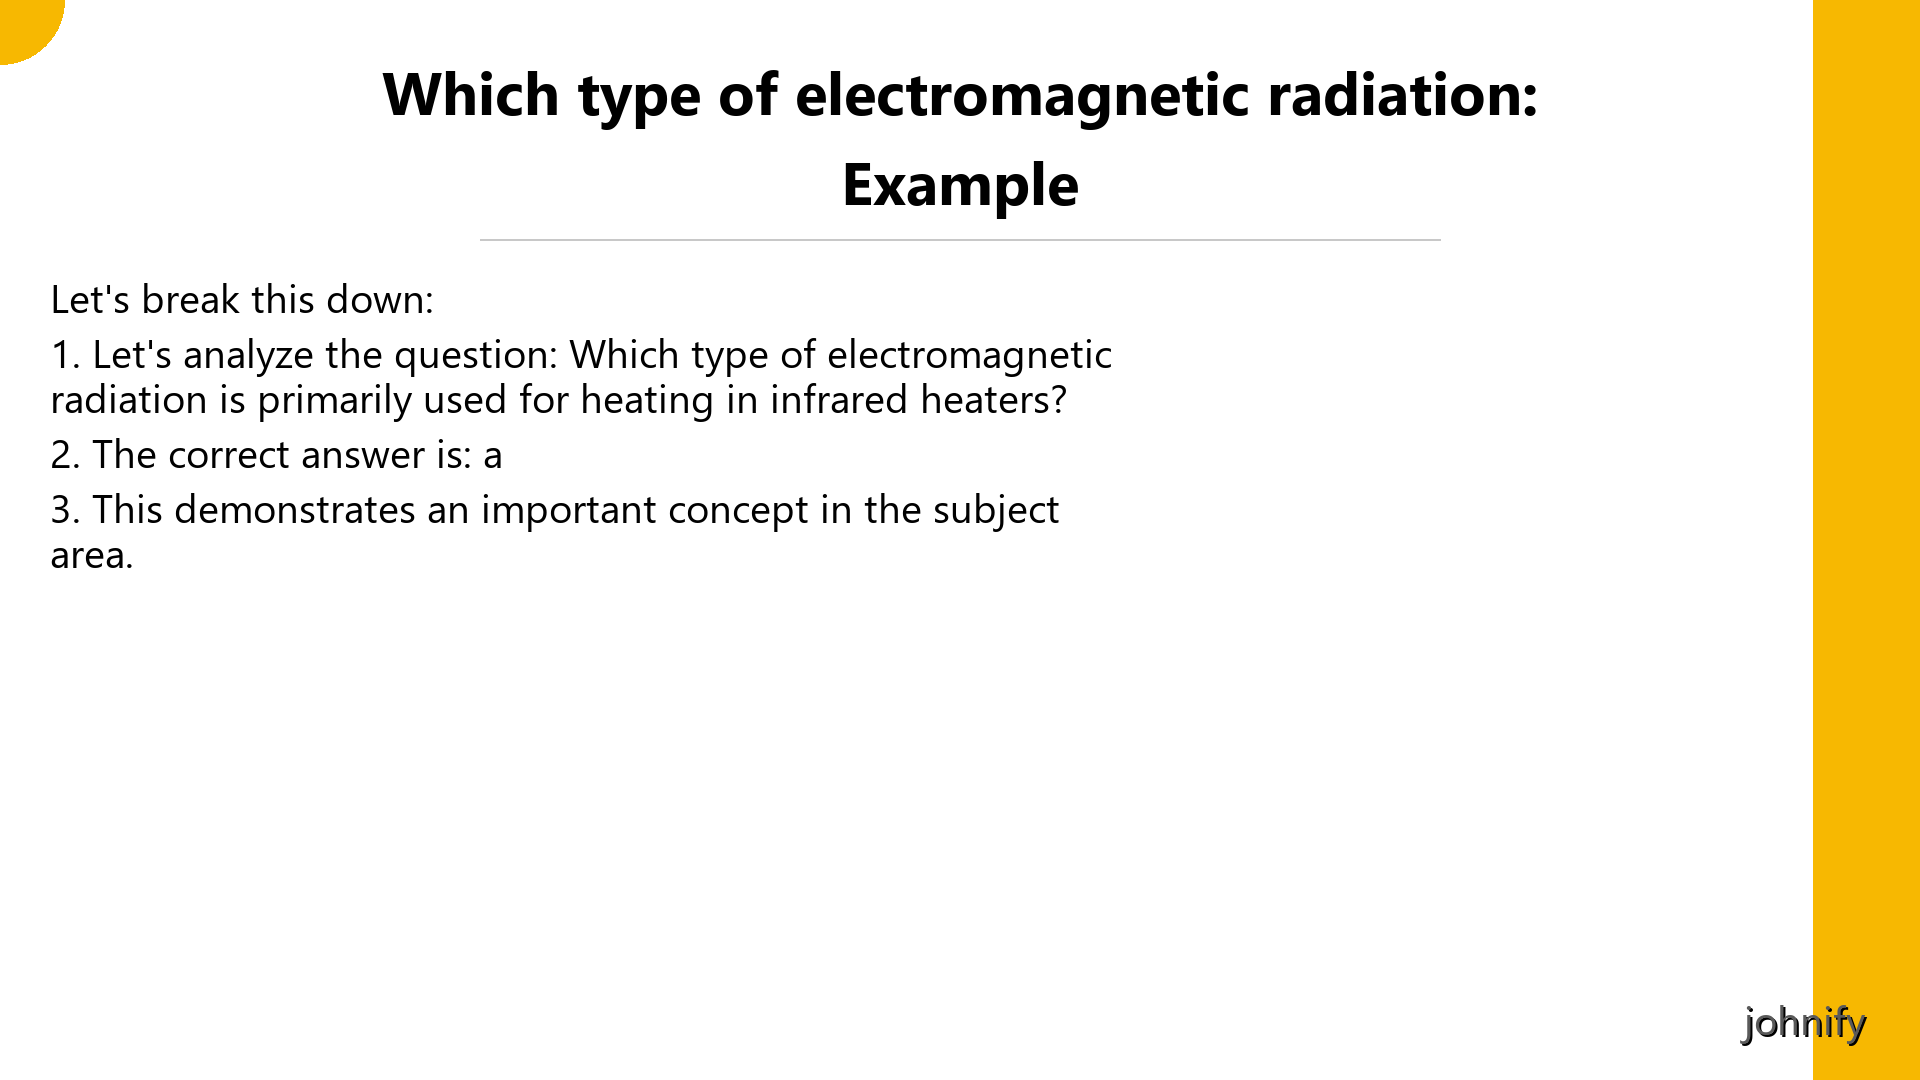 Which type of electromagnetic radiation:
Example
Let's break this down:
1. Let's analyze the question: Which type of electromagnetic
radiation is primarily used for heating in infrared heaters?
2. The correct answer is: a
3. This demonstrates an important concept in the subject
area.
johnify